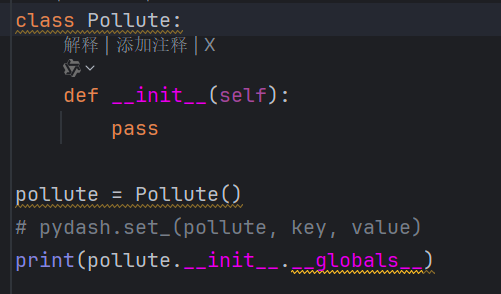 class Pollute:
解释 | 添加注释 | X
def __init__(self):
pass
pollute = Pollute()
# pydash.set_(pollute, key, value)
print(pollute.__init__.__globals__)